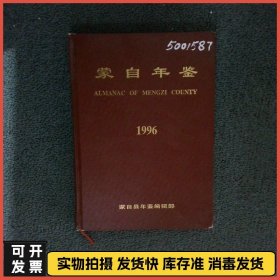 5001587
蒙自年鉴
ALMANAC OF MENGZI COUNTY
1996
蒙自县年鉴编辑部
可开发票
实物拍摄 发货快 库存准 消毒发货